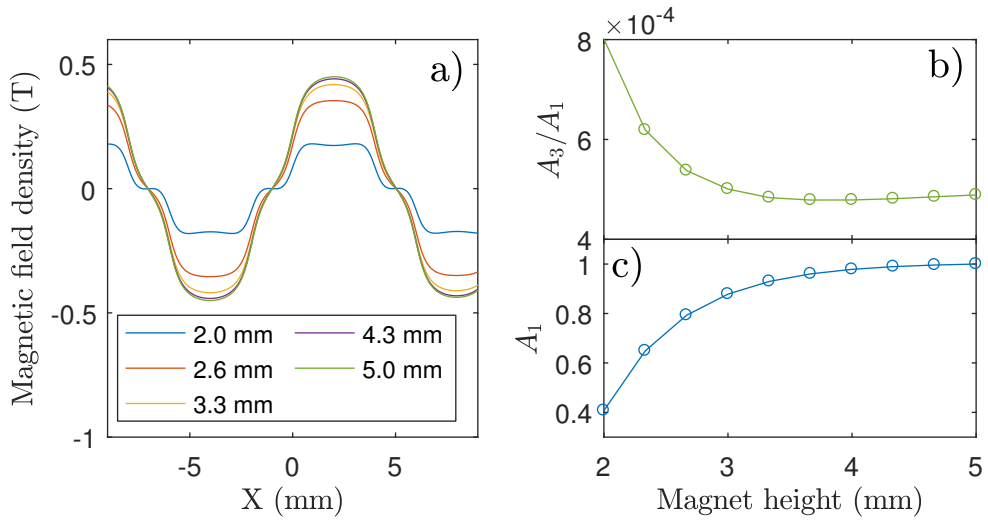 a)
0.5
0
-0.5
-1
-5
0
5
Magnetic field density (T)
X (mm)
2.0 mm
2.6 mm
3.3 mm
4.3 mm
5.0 mm
×10⁻⁴
b)
8
6
4
A₃/A₁
c)
1
0.8
0.6
0.4
A₁
2
3
4
5
Magnet height (mm)